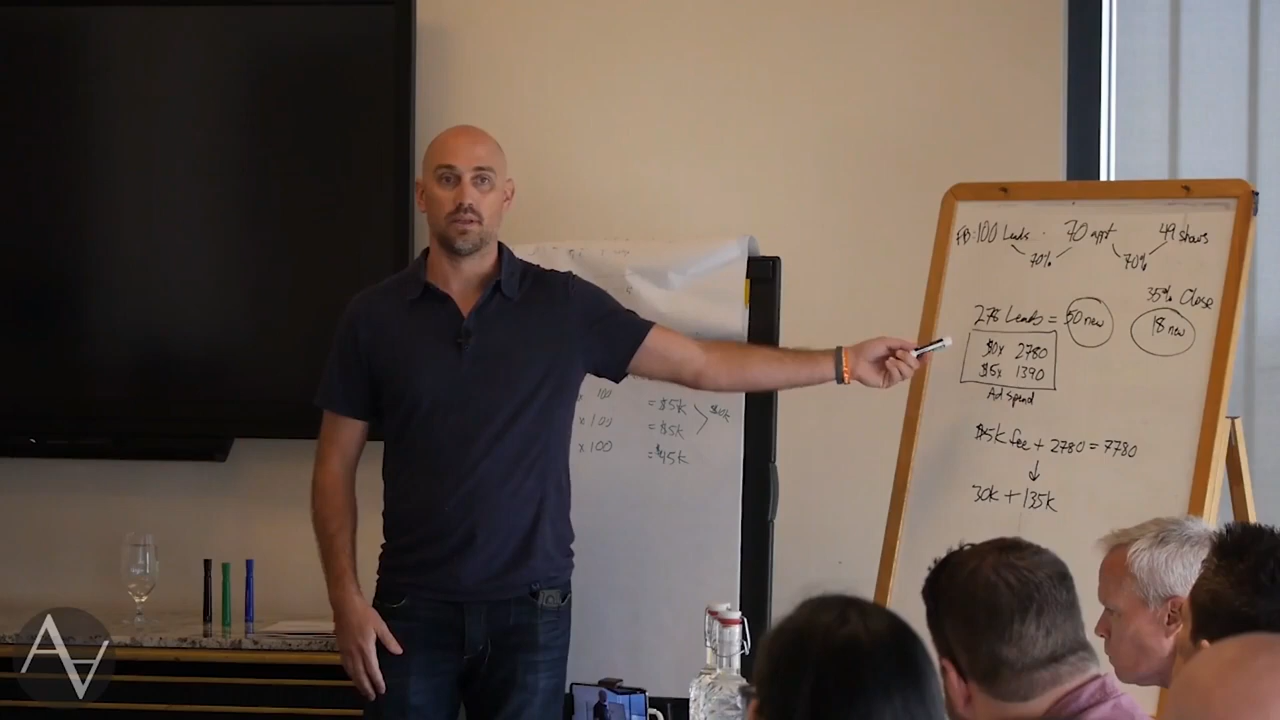 x 100 = $5k
x 100 = $5k
x 100 = $45k
FB: 100 Leads · 70 appt 49 shows
70% 70%
35% Close
278 Leads = 50 new 18 new
$10x 2780
$5x 1390
Ad Spend
$5k fee + 2780 = 7780
↓
30k + 135k